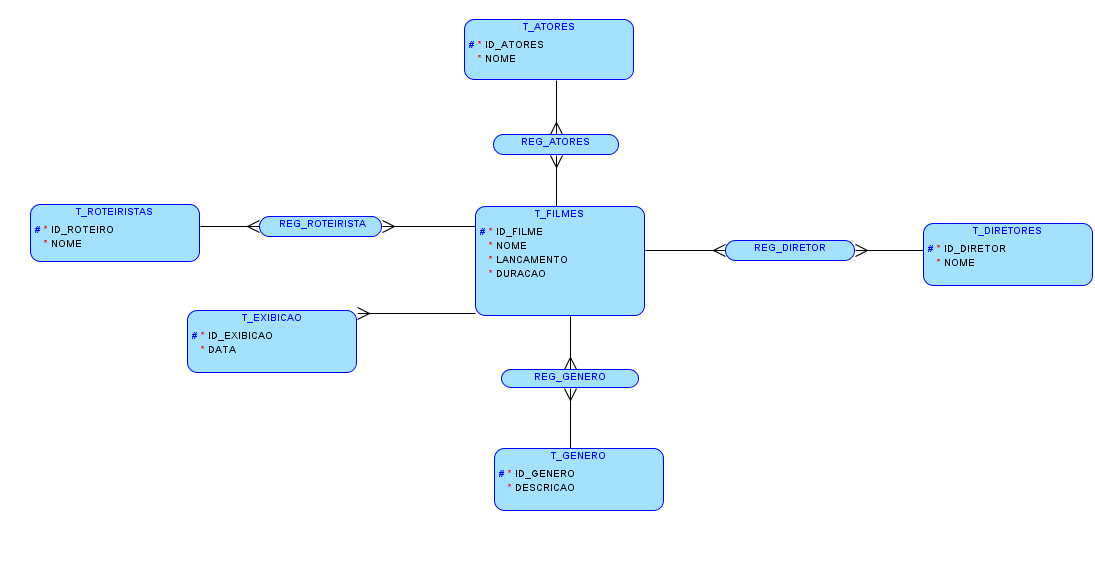 T_ATORES
# * ID_ATORES
* NOME
REG_ATORES
T_ROTEIRISTAS
# * ID_ROTEIRO
* NOME
REG_ROTEIRISTA
T_FILMES
# * ID_FILME
* NOME
* LANCAMENTO
* DURACAO
REG_DIRETOR
T_DIRETORES
# * ID_DIRETOR
* NOME
T_EXIBICAO
# * ID_EXIBICAO
* DATA
REG_GENERO
T_GENERO
# * ID_GENERO
* DESCRICAO